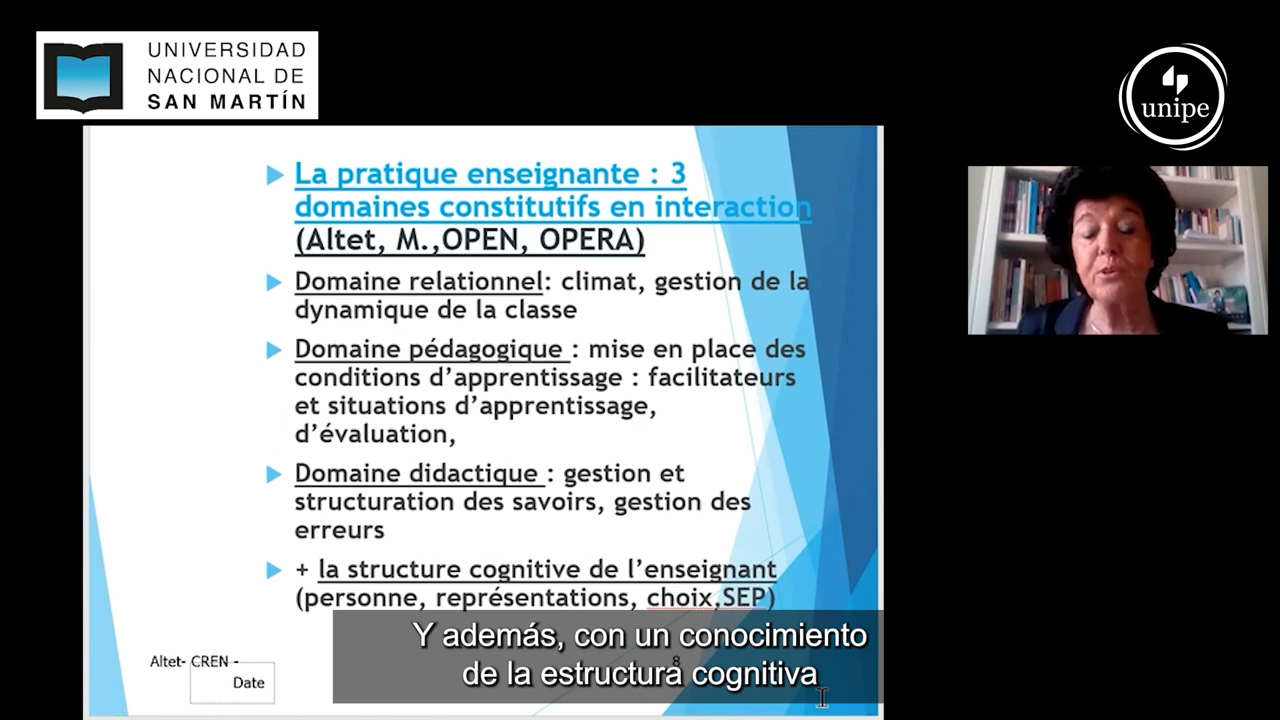 UNIVERSIDAD
NACIONAL DE
SAN MARTÍN
unipe
La pratique enseignante : 3
domaines constitutifs en interaction
(Altet, M.,OPEN, OPERA)
Domaine relationnel: climat, gestion de la
dynamique de la classe
Domaine pédagogique : mise en place des
conditions d’apprentissage : facilitateurs
et situations d’apprentissage,
d’évaluation,
Domaine didactique : gestion et
structuration des savoirs, gestion des
erreurs
+ la structure cognitive de l’enseignant
(personne, représentations, choix,SEP)
Altet- CREN -
Date
8
Y además, con un conocimiento
de la estructura cognitiva